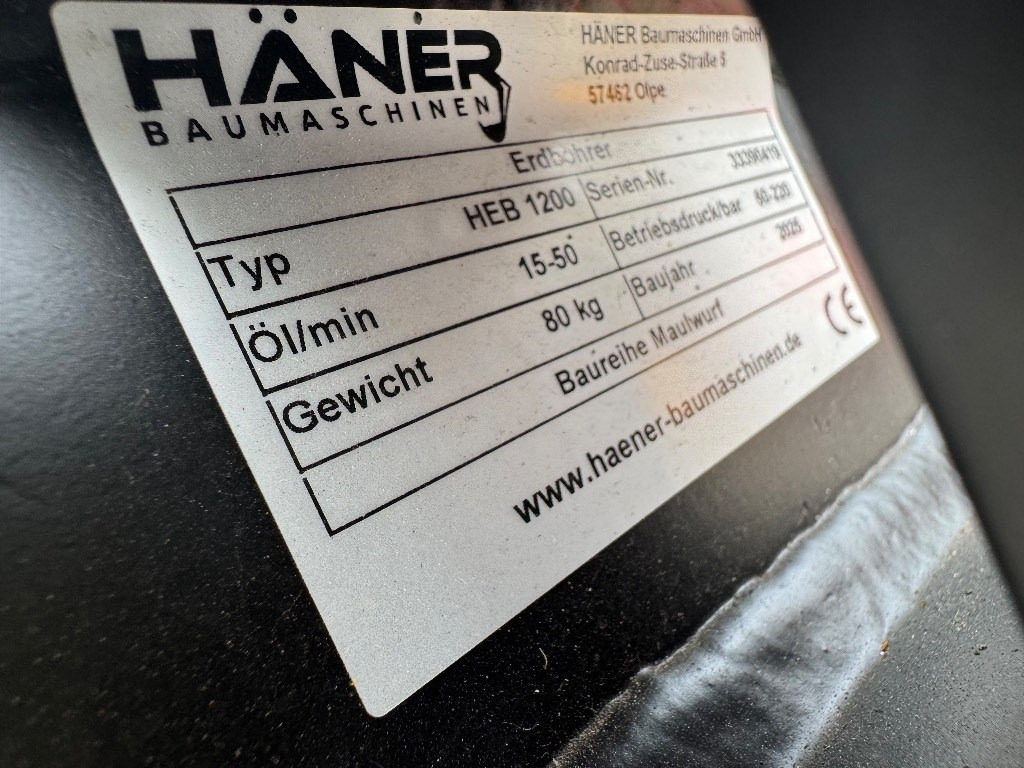 HÄNER
BAUMASCHINEN
HÄNER Baumaschinen GmbH
Konrad-Zuse-Straße 5
57462 Olpe
Erdbohrer
Typ HEB 1200 Serien-Nr. 33390419
Öl/min 15-50 Betriebsdruck/bar 80-220
Gewicht 80 kg Baujahr 2025
Baureihe Maulwurf
www.haener-baumaschinen.de
CE